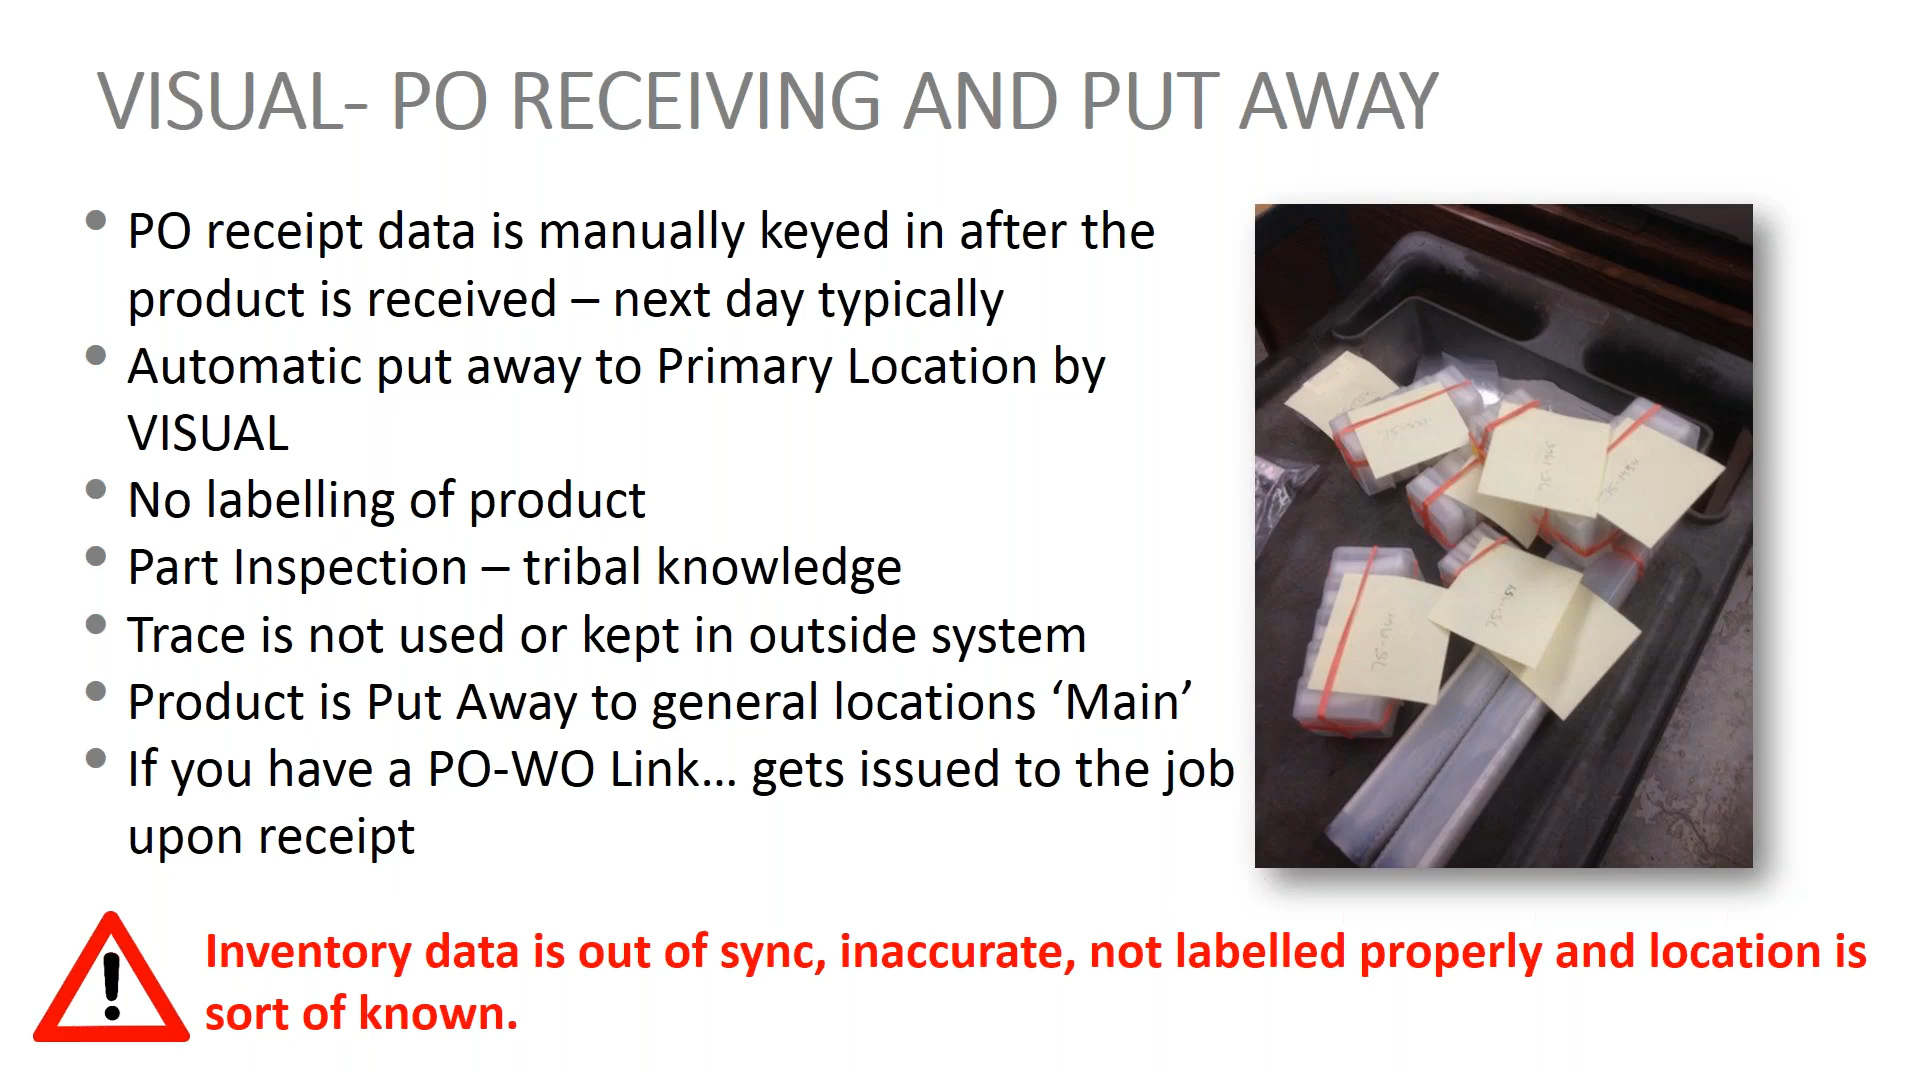 VISUAL- PO RECEIVING AND PUT AWAY
• PO receipt data is manually keyed in after the
product is received – next day typically
• Automatic put away to Primary Location by
VISUAL
• No labelling of product
• Part Inspection – tribal knowledge
• Trace is not used or kept in outside system
• Product is Put Away to general locations ‘Main’
• If you have a PO-WO Link... gets issued to the job
upon receipt
Inventory data is out of sync, inaccurate, not labelled properly and location is
sort of known.